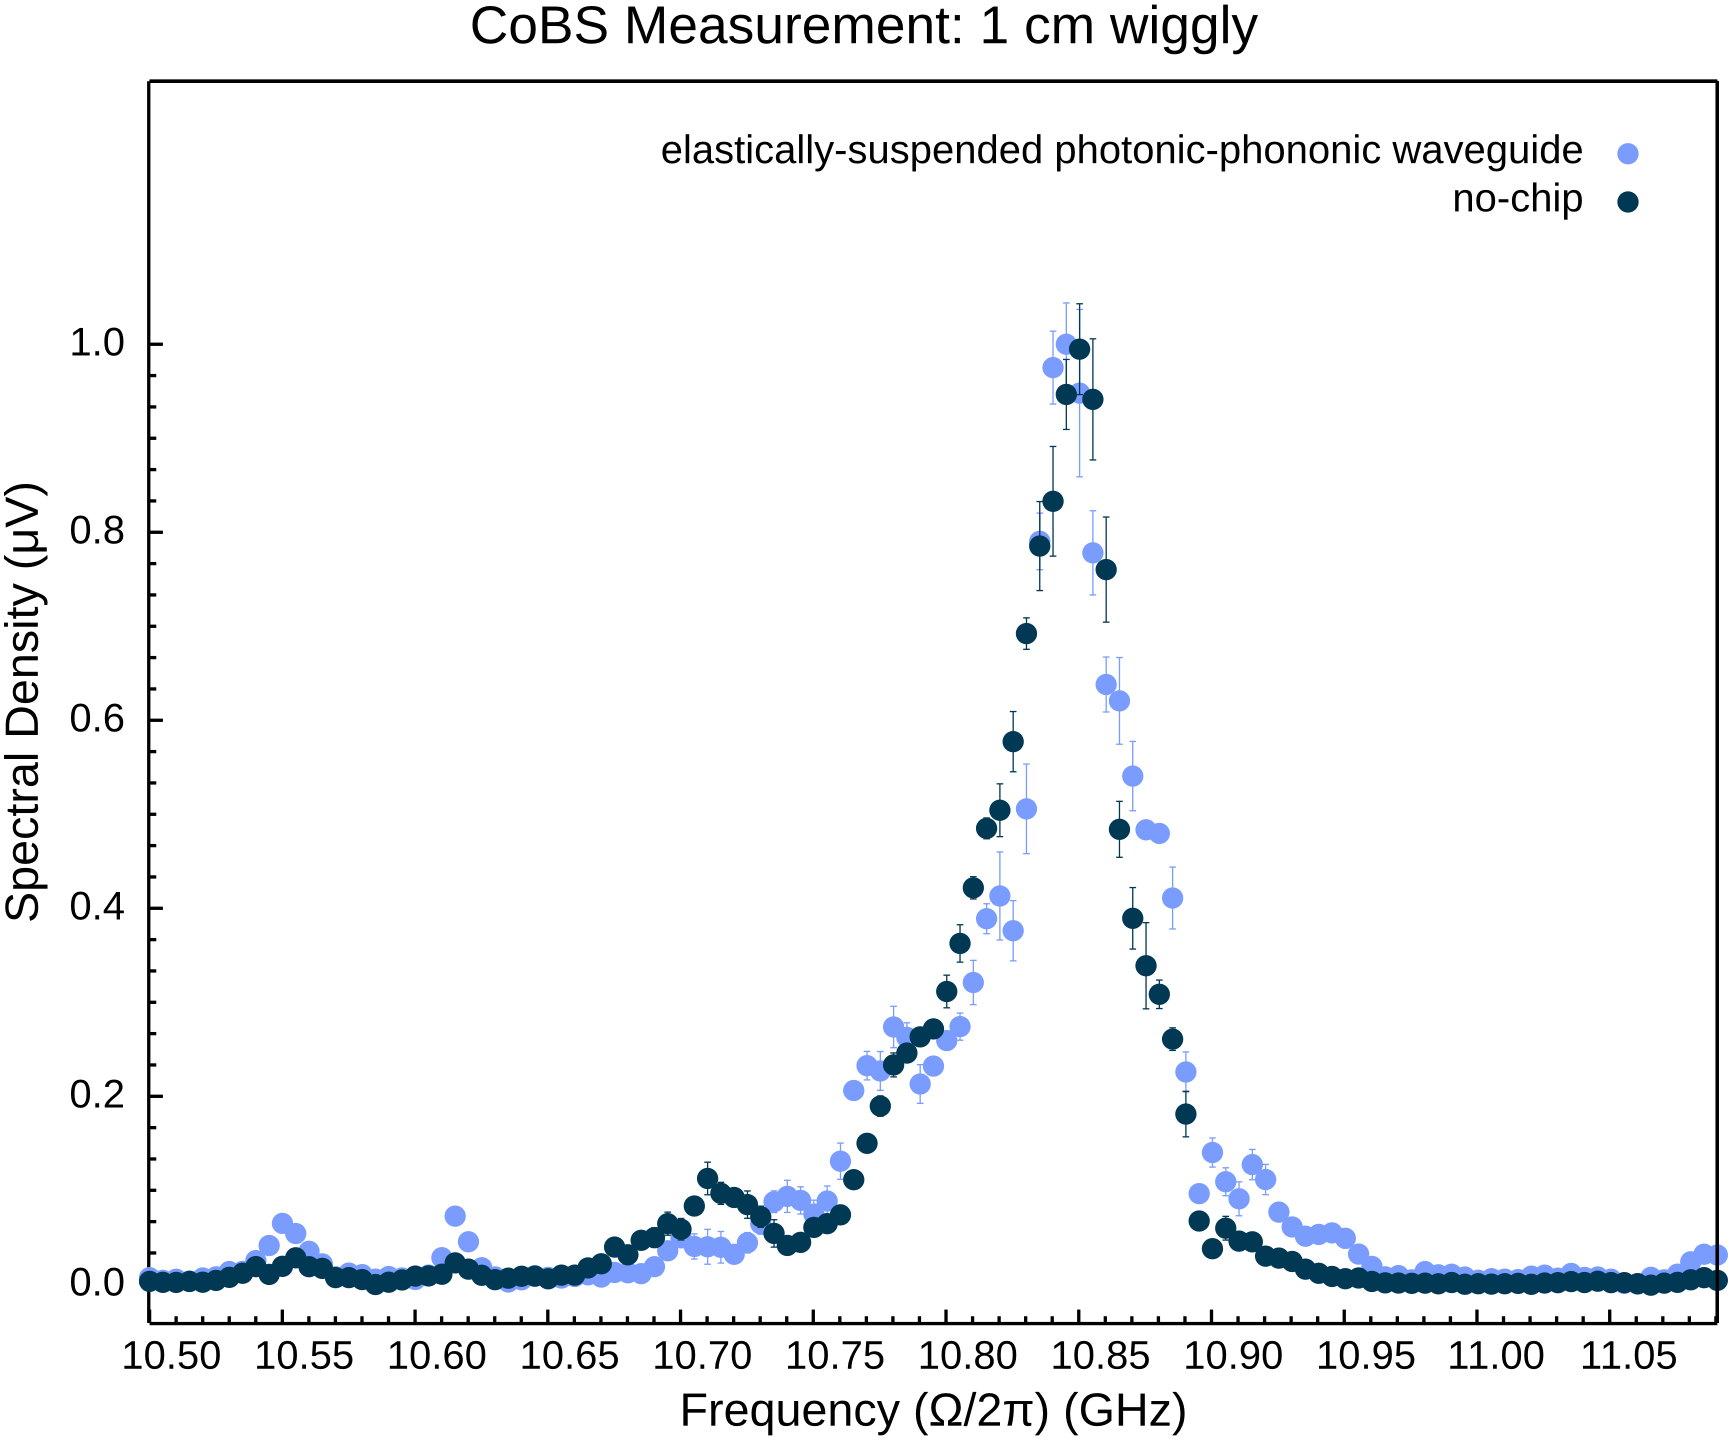 CoBS Measurement: 1 cm wiggly
elastically-suspended photonic-phononic waveguide
no-chip
Spectral Density (μV)
1.0
0.8
0.6
0.4
0.2
0.0
10.50 10.55 10.60 10.65 10.70 10.75 10.80 10.85 10.90 10.95 11.00 11.05
Frequency (Ω/2π) (GHz)